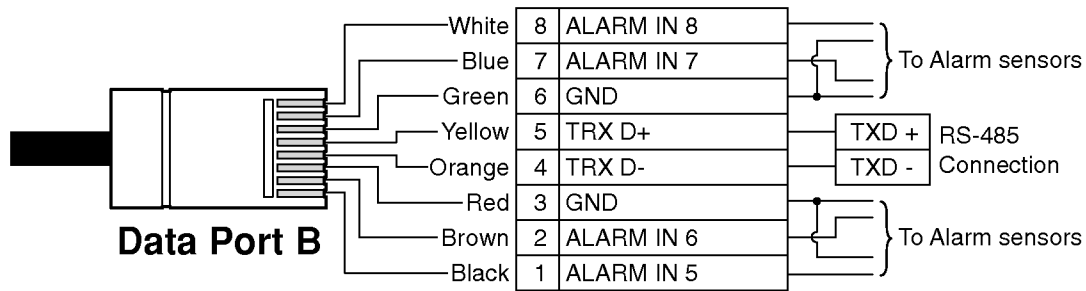 White 8 ALARM IN 8
Blue 7 ALARM IN 7 To Alarm sensors
Green 6 GND
Yellow 5 TRX D+ TXD + RS-485
Orange 4 TRX D- TXD - Connection
Red 3 GND
Data Port B Brown 2 ALARM IN 6 To Alarm sensors
Black 1 ALARM IN 5